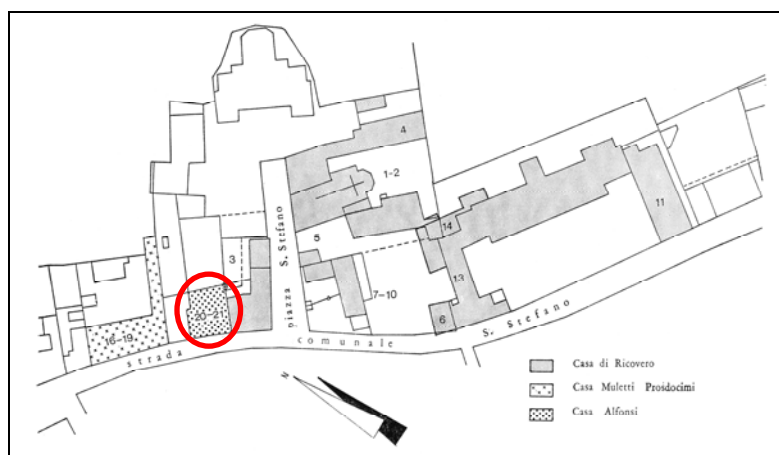 4
1-2
14
11
5
3
piazza S. Stefano
13
7-10
20-21
6
16-19
strada comunale S. Stefano
N
Casa di Ricovero
Casa Muletti Prosdocimi
Casa Alfonsi